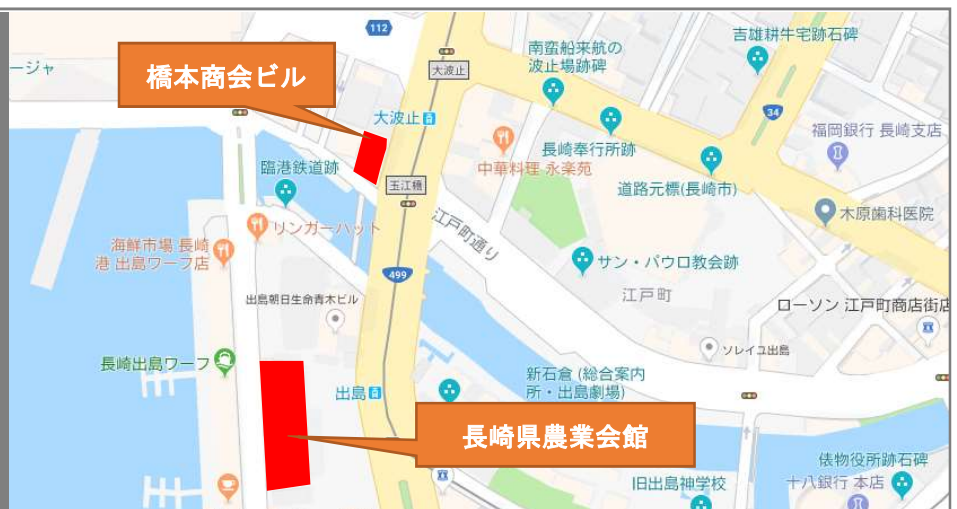 112
南蛮船来航の
波止場跡碑
吉雄耕牛宅跡石碑
ージャ
橋本商会ビル
大波止
大波止
34
福岡銀行 長崎支店
長崎奉行所跡
中華料理 永楽苑
臨港鉄道跡
玉江橋
道路元標(長崎市)
木原歯科医院
リンガーハット
江戸町通り
海鮮市場 長崎
港 出島ワーフ店
サン・パウロ教会跡
499
江戸町
出島朝日生命青木ビル
ローソン 江戸町商店街店
ソレイユ出島
長崎出島ワーフ
新石倉 (総合案内
所・出島劇場)
出島
長崎県農業会館
俵物役所跡石碑
旧出島神学校
十八銀行 本店